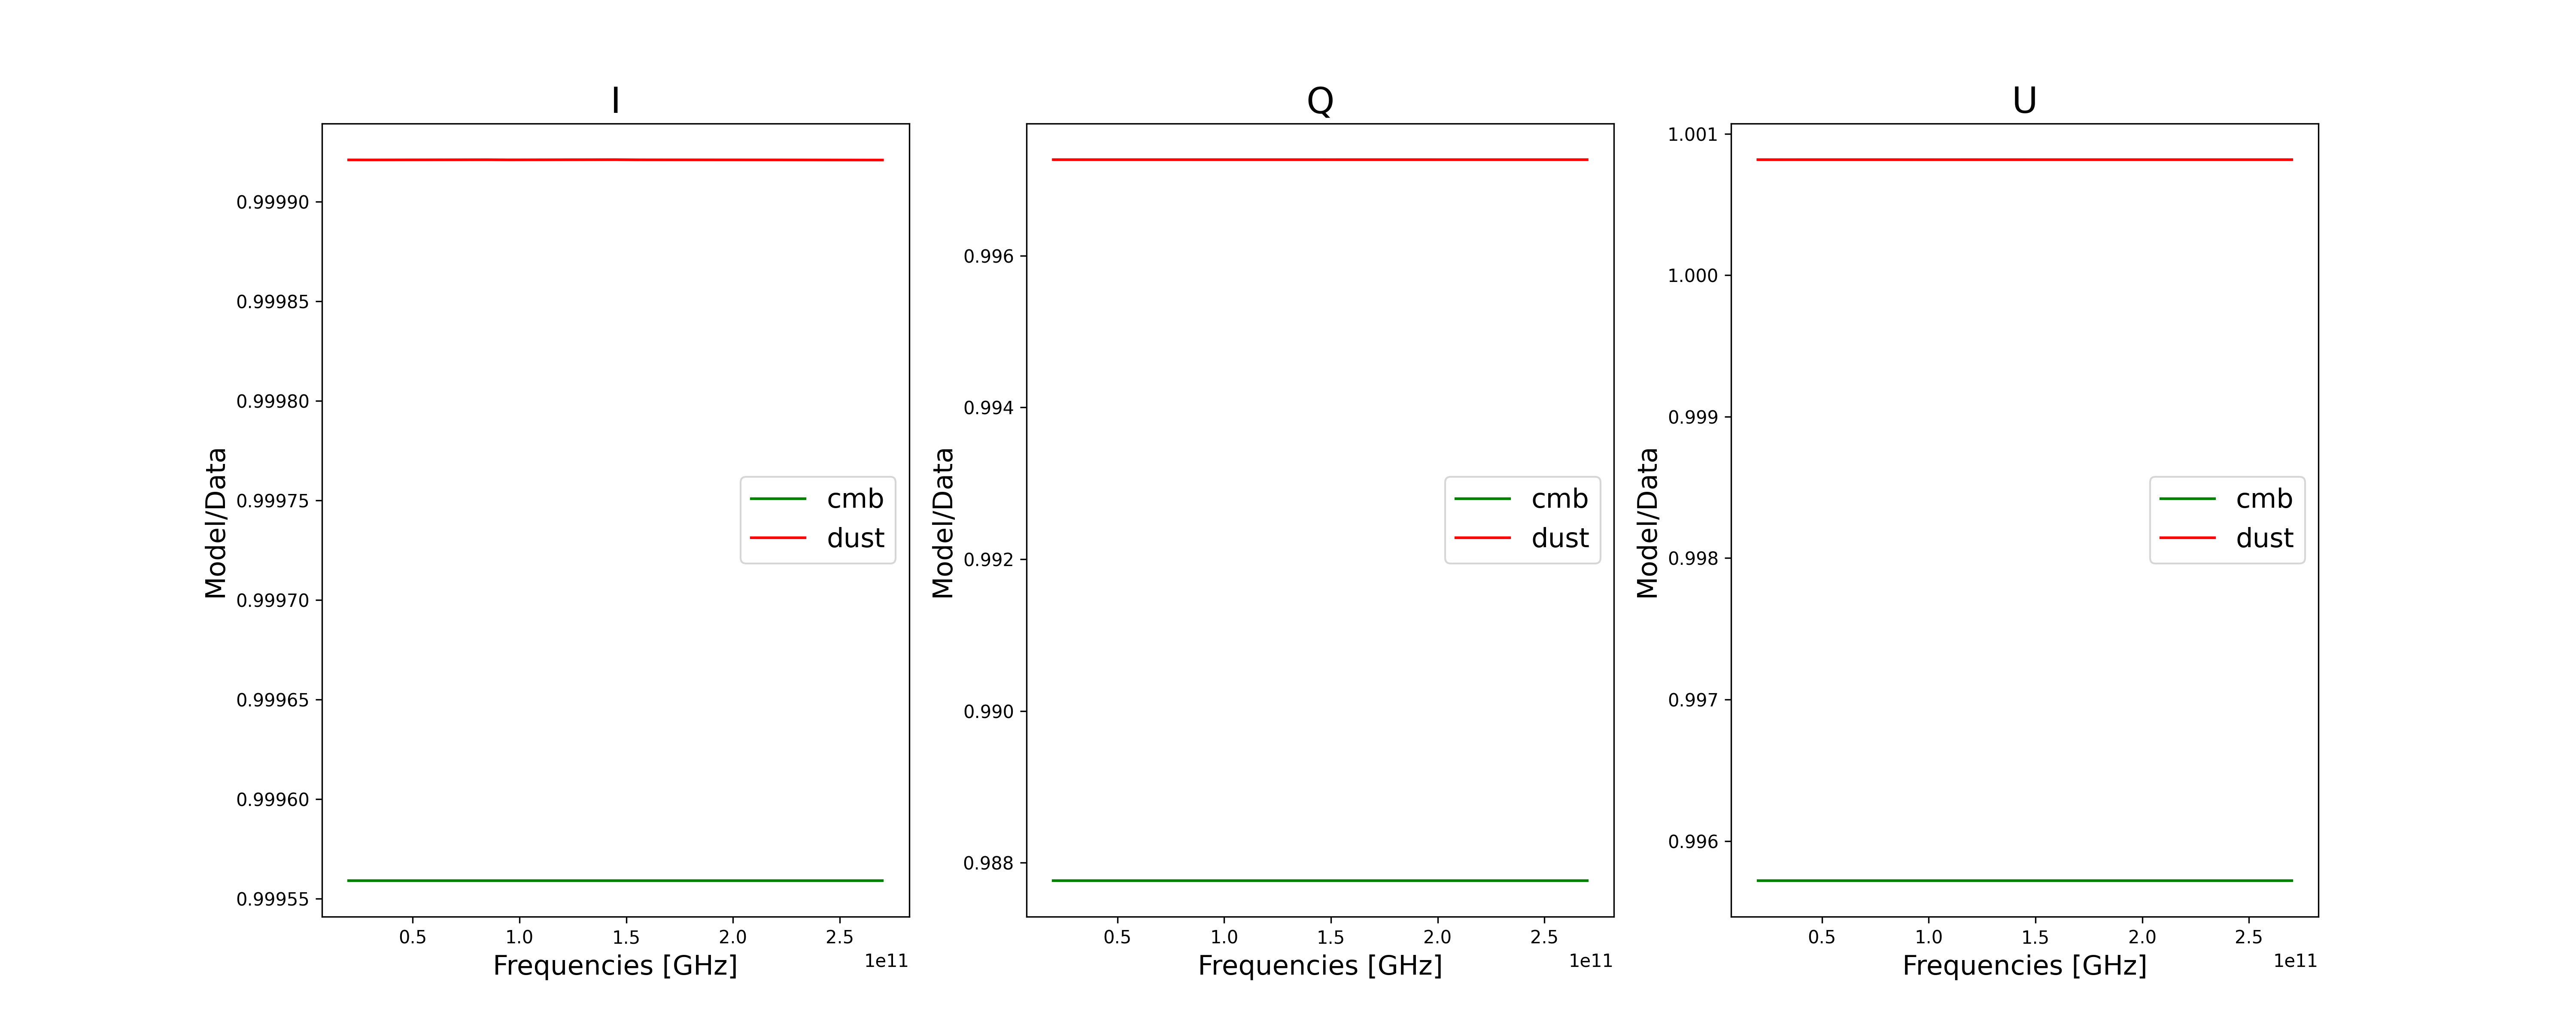 I
0.99990
0.99985
0.99980
0.99975
0.99970
0.99965
0.99960
0.99955
Model/Data
cmb
dust
0.5 1.0 1.5 2.0 2.5
1e11
Frequencies [GHz]
Q
0.996
0.994
0.992
0.990
0.988
Model/Data
cmb
dust
0.5 1.0 1.5 2.0 2.5
1e11
Frequencies [GHz]
U
1.001
1.000
0.999
0.998
0.997
0.996
Model/Data
cmb
dust
0.5 1.0 1.5 2.0 2.5
1e11
Frequencies [GHz]